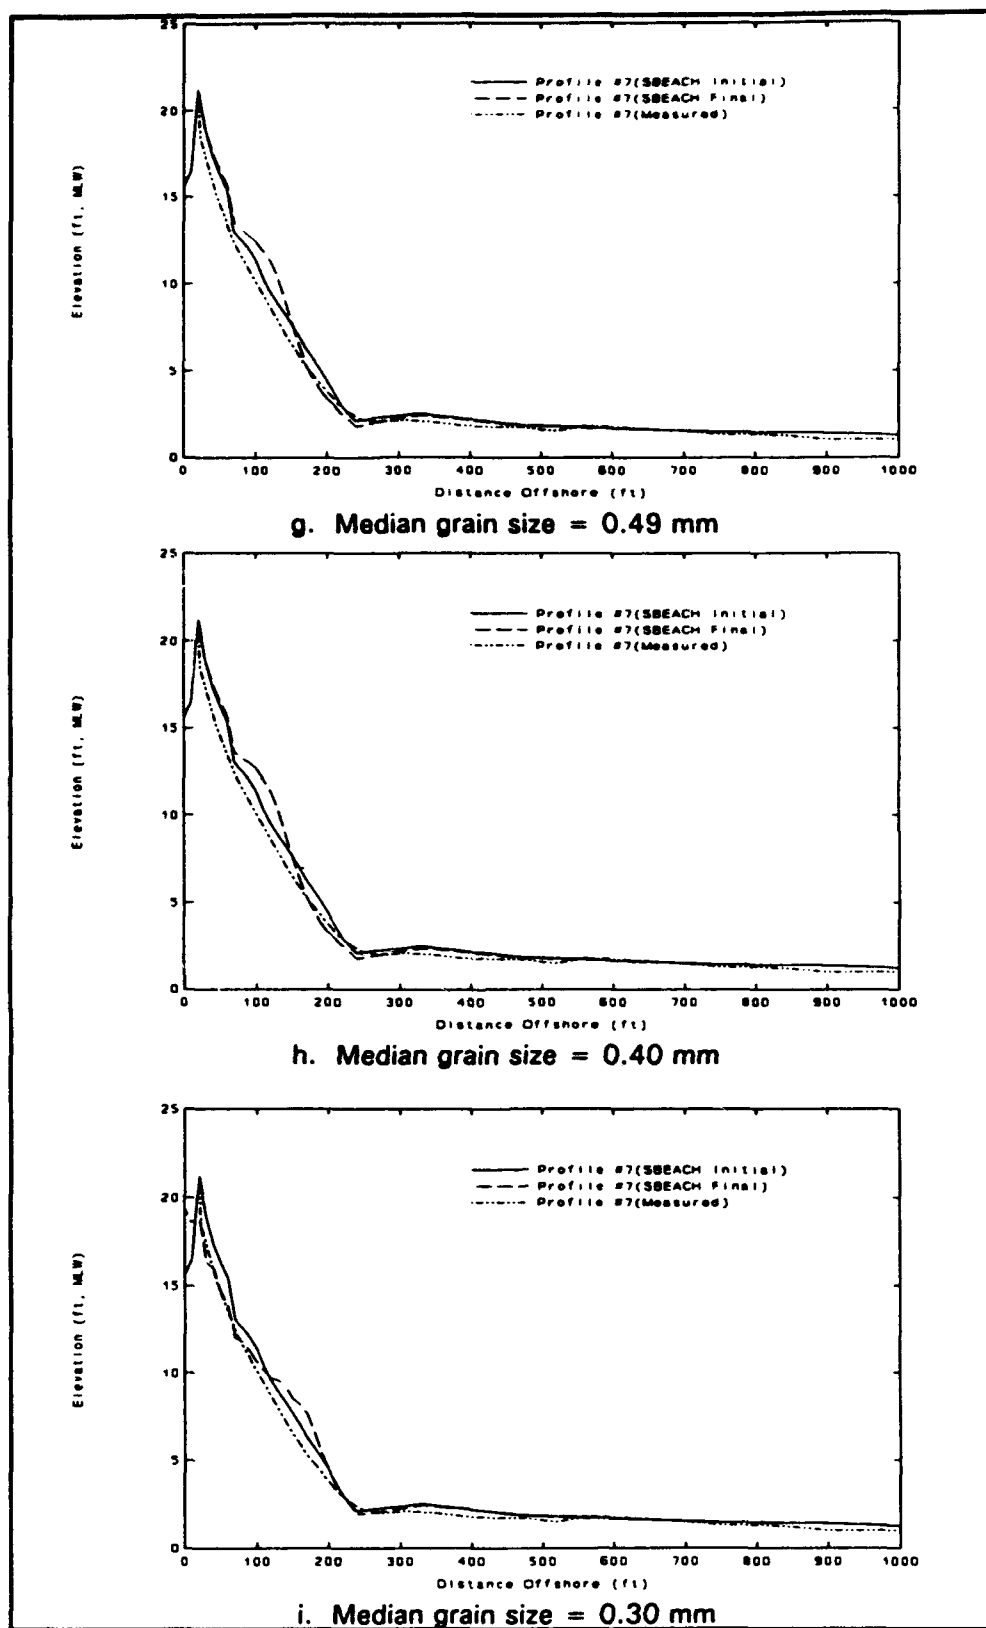 25
20
15
10
5
0
Elevation (ft, MLW)
Profile #7(SBEACH Initial)
Profile #7(SBEACH Final)
Profile #7(Measured)
0 100 200 300 400 500 600 700 800 900 1000
Distance Offshore (ft)
g. Median grain size = 0.49 mm
25
20
15
10
5
0
Elevation (ft, MLW)
Profile #7(SBEACH Initial)
Profile #7(SBEACH Final)
Profile #7(Measured)
0 100 200 300 400 500 600 700 800 900 1000
Distance Offshore (ft)
h. Median grain size = 0.40 mm
25
20
15
10
5
0
Elevation (ft, MLW)
Profile #7(SBEACH Initial)
Profile #7(SBEACH Final)
Profile #7(Measured)
0 100 200 300 400 500 600 700 800 900 1000
Distance Offshore (ft)
i. Median grain size = 0.30 mm